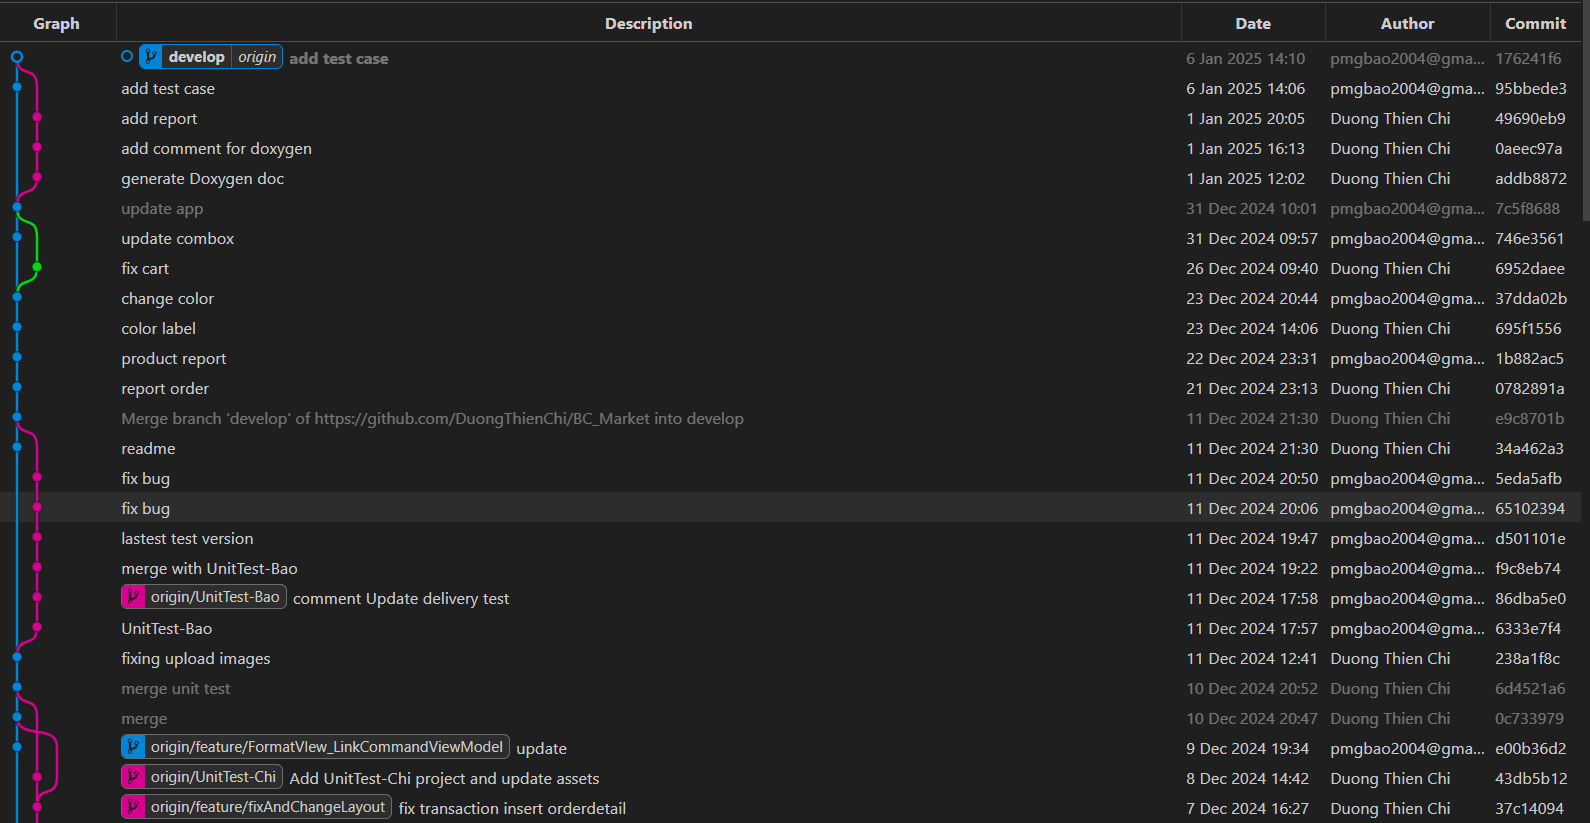 Graph Description Date Author Commit
develop origin add test case 6 Jan 2025 14:10 pmgbao2004@gma... 176241f6
add test case 6 Jan 2025 14:06 pmgbao2004@gma... 95bbede3
add report 1 Jan 2025 20:05 Duong Thien Chi 49690eb9
add comment for doxygen 1 Jan 2025 16:13 Duong Thien Chi 0aeec97a
generate Doxygen doc 1 Jan 2025 12:02 Duong Thien Chi addb8872
update app 31 Dec 2024 10:01 pmgbao2004@gma... 7c5f8688
update combox 31 Dec 2024 09:57 pmgbao2004@gma... 746e3561
fix cart 26 Dec 2024 09:40 Duong Thien Chi 6952daee
change color 23 Dec 2024 20:44 pmgbao2004@gma... 37dda02b
color label 23 Dec 2024 14:06 Duong Thien Chi 695f1556
product report 22 Dec 2024 23:31 pmgbao2004@gma... 1b882ac5
report order 21 Dec 2024 23:13 Duong Thien Chi 0782891a
Merge branch 'develop' of https://github.com/DuongThienChi/BC_Market into develop 11 Dec 2024 21:30 Duong Thien Chi e9c8701b
readme 11 Dec 2024 21:30 Duong Thien Chi 34a462a3
fix bug 11 Dec 2024 20:50 pmgbao2004@gma... 5eda5afb
fix bug 11 Dec 2024 20:06 pmgbao2004@gma... 65102394
lastest test version 11 Dec 2024 19:47 pmgbao2004@gma... d501101e
merge with UnitTest-Bao 11 Dec 2024 19:22 pmgbao2004@gma... f9c8eb74
origin/UnitTest-Bao comment Update delivery test 11 Dec 2024 17:58 pmgbao2004@gma... 86dba5e0
UnitTest-Bao 11 Dec 2024 17:57 pmgbao2004@gma... 6333e7f4
fixing upload images 11 Dec 2024 12:41 Duong Thien Chi 238a1f8c
merge unit test 10 Dec 2024 20:52 Duong Thien Chi 6d4521a6
merge 10 Dec 2024 20:47 Duong Thien Chi 0c733979
origin/feature/FormatVIew_LinkCommandViewModel update 9 Dec 2024 19:34 pmgbao2004@gma... e00b36d2
origin/UnitTest-Chi Add UnitTest-Chi project and update assets 8 Dec 2024 14:42 Duong Thien Chi 43db5b12
origin/feature/fixAndChangeLayout fix transaction insert orderdetail 7 Dec 2024 16:27 Duong Thien Chi 37c14094